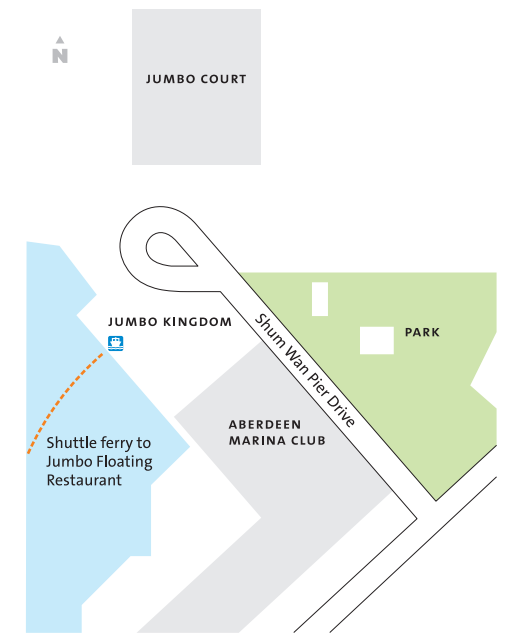 N
JUMBO COURT
JUMBO KINGDOM
Shum Wan Pier Drive
PARK
ABERDEEN
MARINA CLUB
Shuttle ferry to
Jumbo Floating
Restaurant